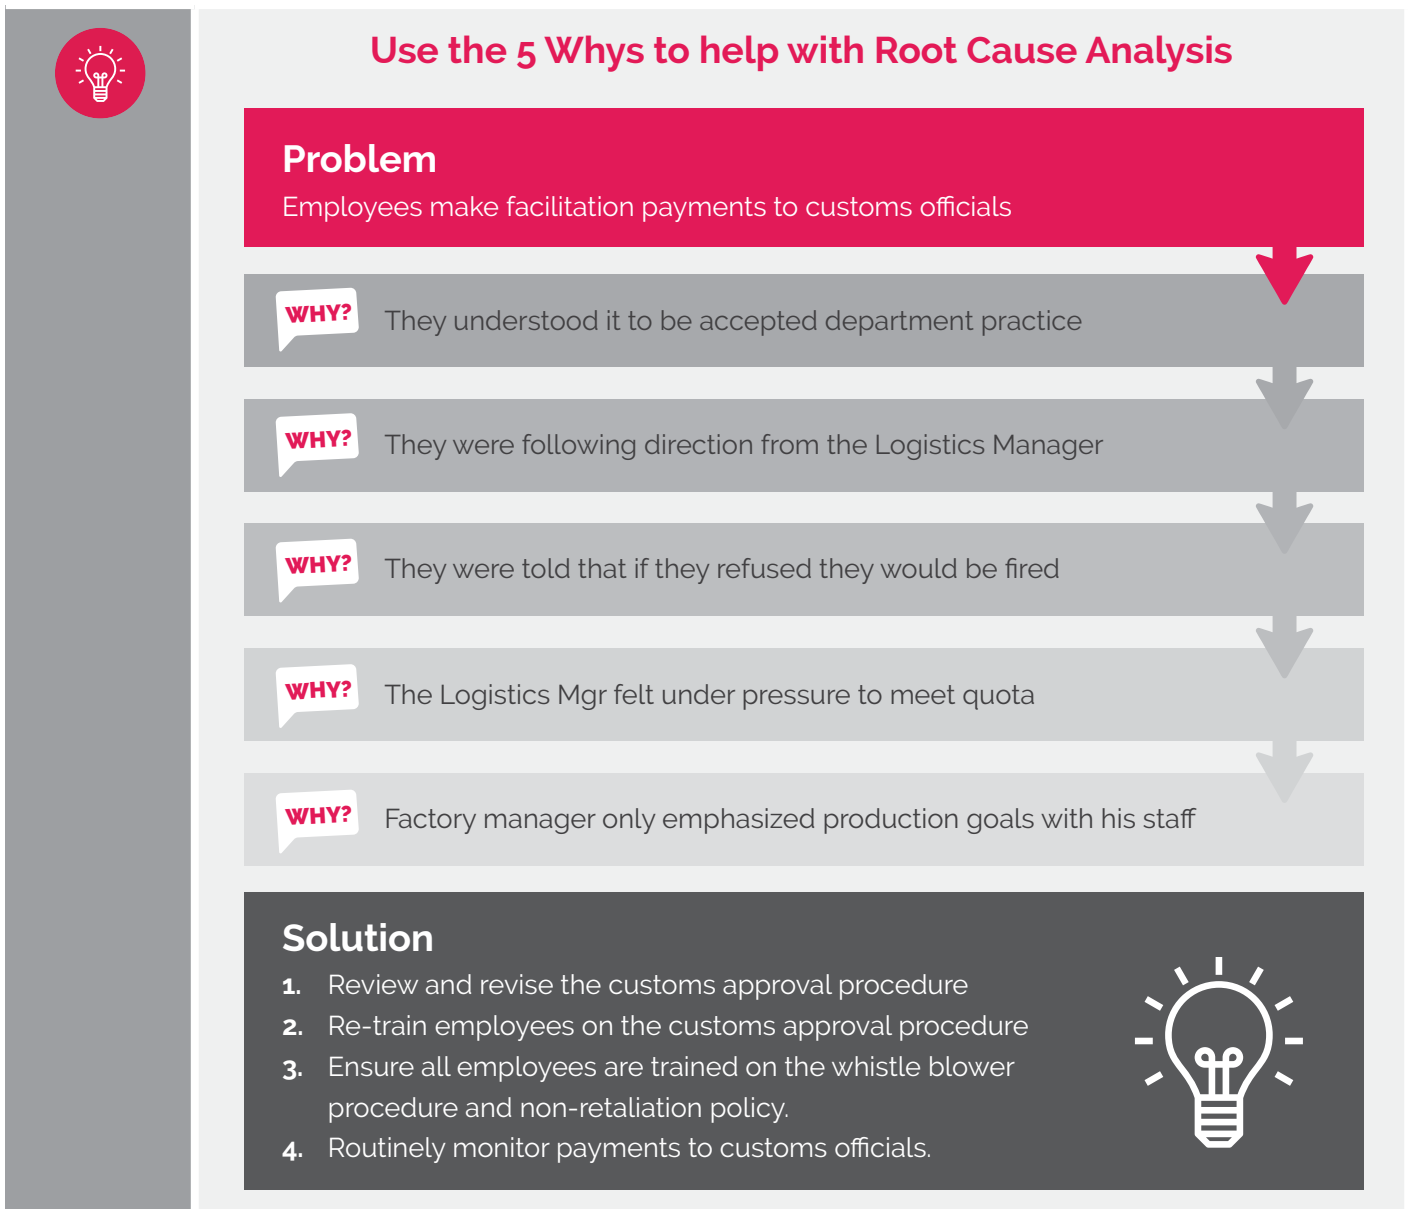 Use the 5 Whys to help with Root Cause Analysis
Problem
Employees make facilitation payments to customs officials
WHY? They understood it to be accepted department practice
WHY? They were following direction from the Logistics Manager
WHY? They were told that if they refused they would be fired
WHY? The Logistics Mgr felt under pressure to meet quota
WHY? Factory manager only emphasized production goals with his staff
Solution
1. Review and revise the customs approval procedure
2. Re-train employees on the customs approval procedure
3. Ensure all employees are trained on the whistle blower
procedure and non-retaliation policy.
4. Routinely monitor payments to customs officials.